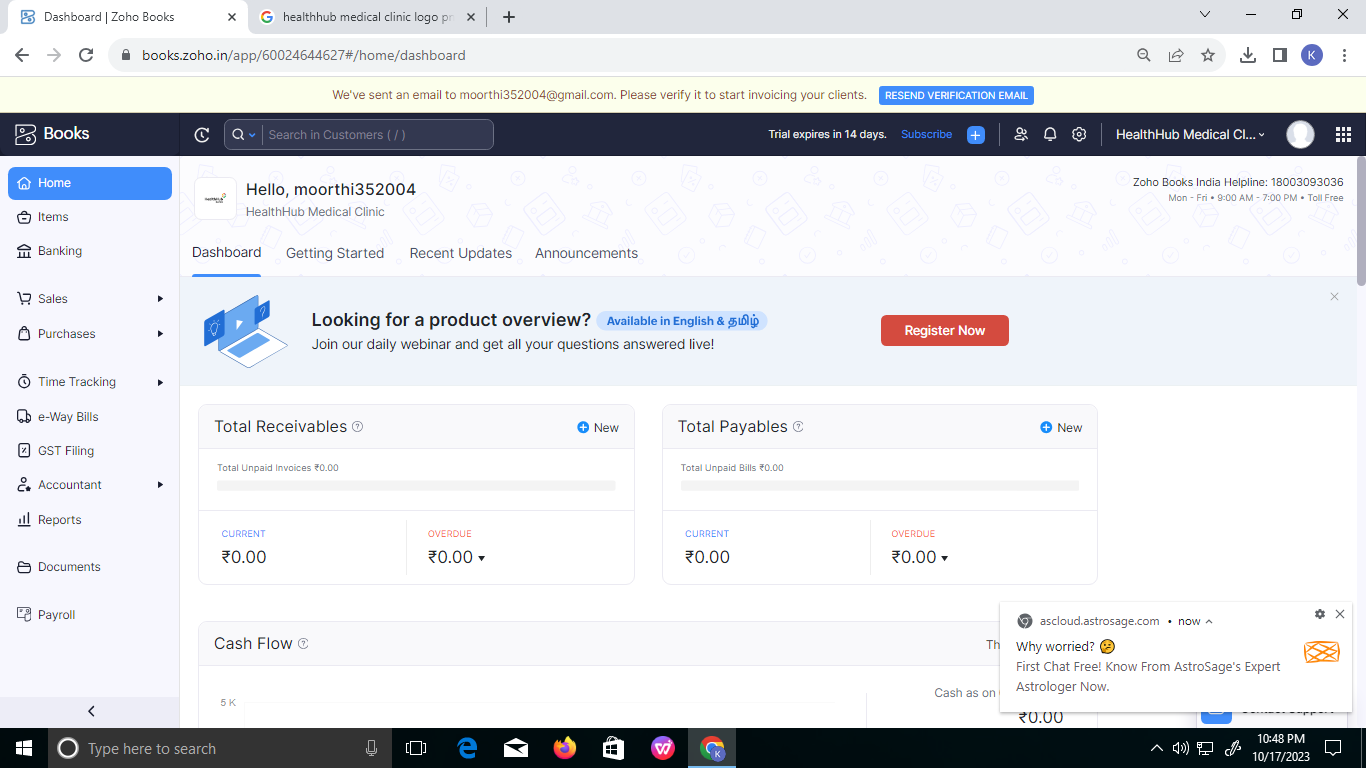 Dashboard | Zoho Books
healthhub medical clinic logo pr
books.zoho.in/app/60024644627#/home/dashboard
K
We've sent an email to moorthi352004@gmail.com. Please verify it to start invoicing your clients.
RESEND VERIFICATION EMAIL
Books
Search in Customers ( / )
Trial expires in 14 days.
Subscribe
HealthHub Medical Cl...
Home
Items
Banking
Sales
Purchases
Time Tracking
e-Way Bills
GST Filing
Accountant
Reports
Documents
Payroll
Hello, moorthi352004
HealthHub Medical Clinic
Zoho Books India Helpline: 18003093036
Mon - Fri • 9:00 AM - 7:00 PM • Toll Free
Dashboard
Getting Started
Recent Updates
Announcements
Looking for a product overview? Available in English & தமிழ்
Join our daily webinar and get all your questions answered live!
Register Now
Total Receivables
New
Total Unpaid Invoices ₹0.00
CURRENT
₹0.00
OVERDUE
₹0.00
Total Payables
New
Total Unpaid Bills ₹0.00
CURRENT
₹0.00
OVERDUE
₹0.00
Cash Flow
5 K
Cash as on
₹0.00
ascloud.astrosage.com • now
Why worried? 🤔
First Chat Free! Know From AstroSage's Expert
Astrologer Now.
Type here to search
K
10:48 PM
10/17/2023